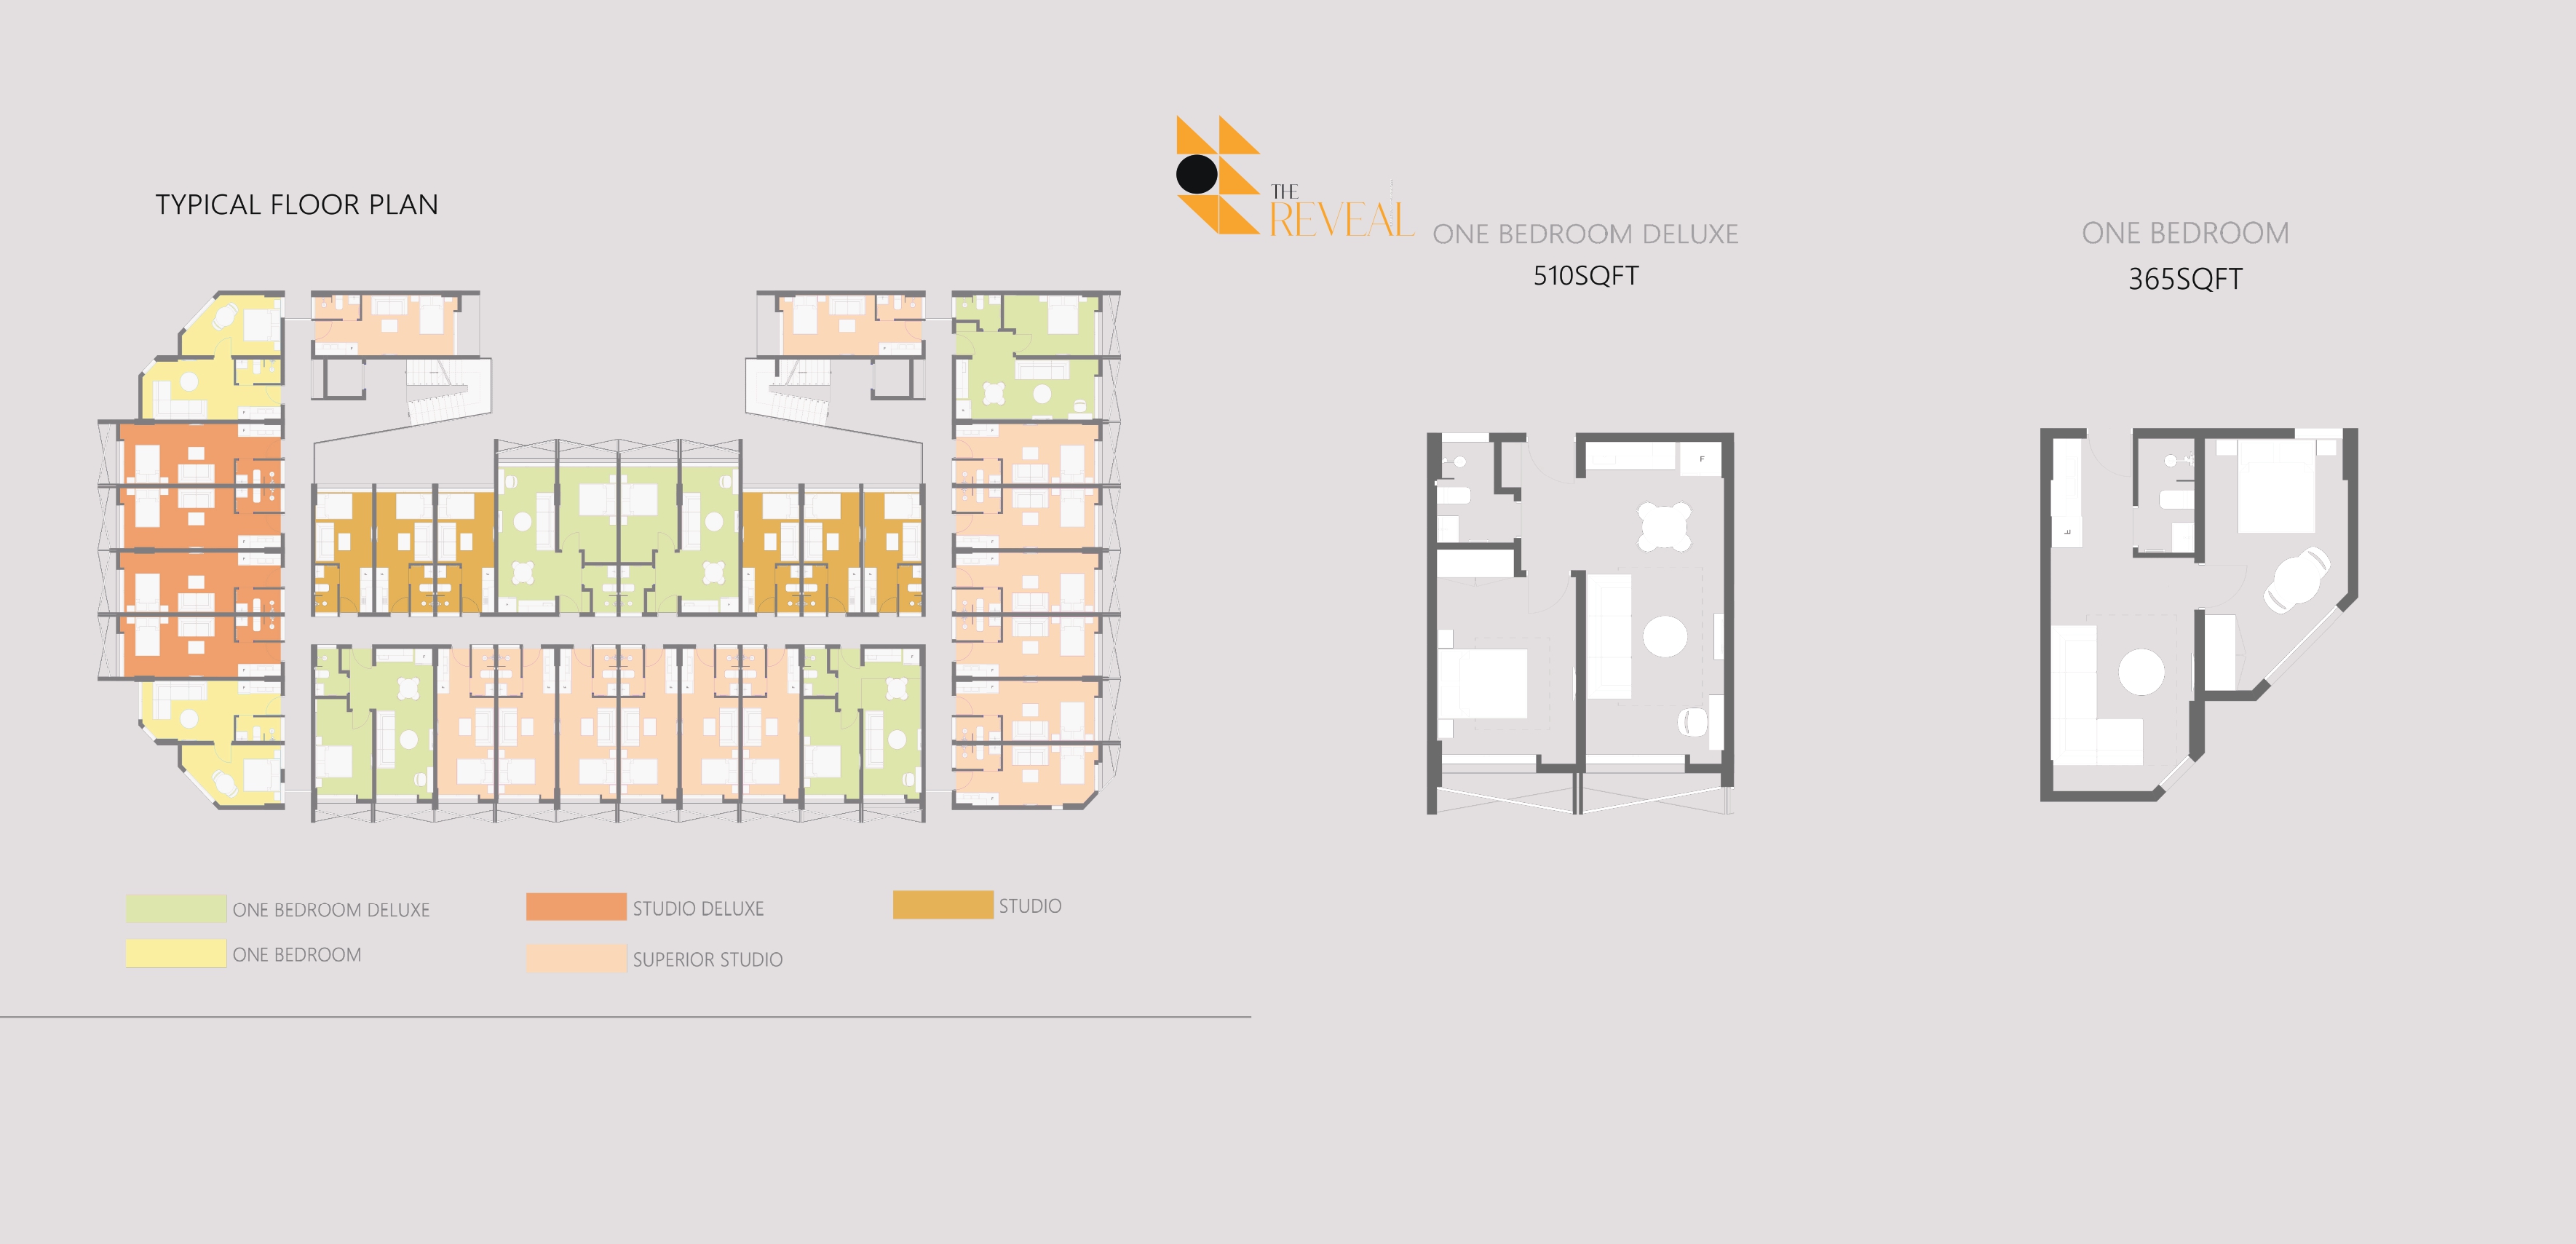 TYPICAL FLOOR PLAN
THE
REVEAL
ONE BEDROOM DELUXE
510SQFT
ONE BEDROOM
365SQFT
F
F
ONE BEDROOM DELUXE
STUDIO DELUXE
STUDIO
ONE BEDROOM
SUPERIOR STUDIO